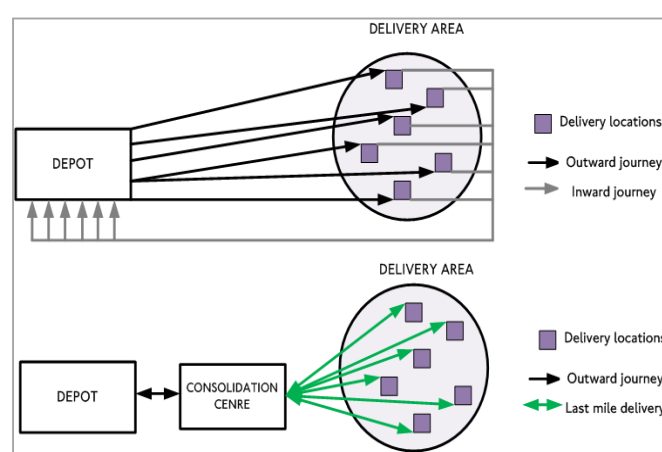 DELIVERY AREA
DEPOT
Delivery locations
Outward journey
Inward journey
DELIVERY AREA
DEPOT
CONSOLIDATION
CENRE
Delivery locations
Outward journey
Last mile delivery